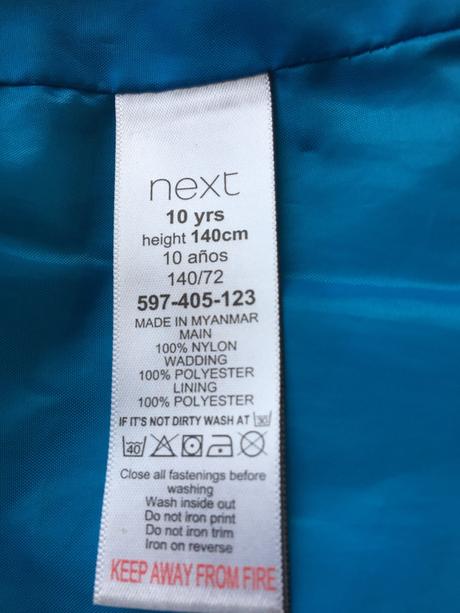 next
10 yrs
height 140cm
10 años
140/72
597-405-123
MADE IN MYANMAR
MAIN
100% NYLON
WADDING
100% POLYESTER
LINING
100% POLYESTER
IF IT'S NOT DIRTY WASH AT 30
40
Close all fastenings before
washing
Wash inside out
Do not iron print
Do not iron trim
Iron on reverse
KEEP AWAY FROM FIRE